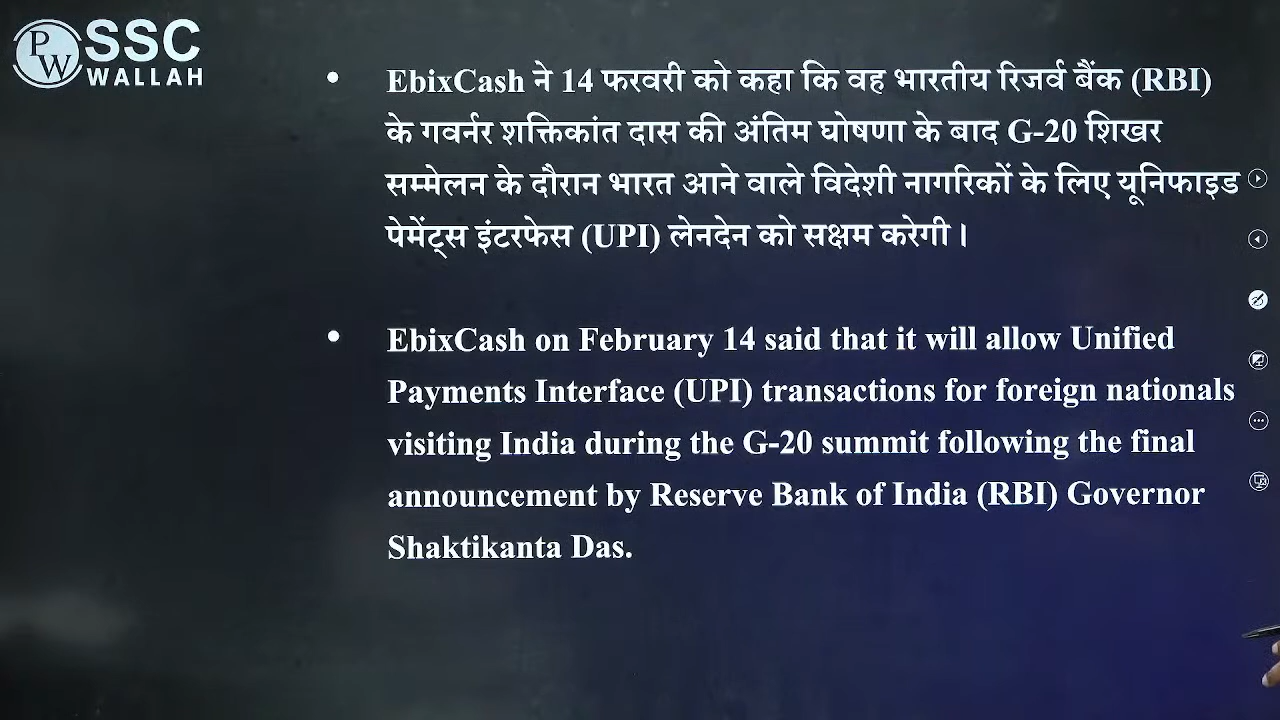 PW
SSC
WALLAH
• EbixCash ने 14 फरवरी को कहा कि वह भारतीय रिजर्व बैंक (RBI)
के गवर्नर शक्तिकांत दास की अंतिम घोषणा के बाद G-20 शिखर
सम्मेलन के दौरान भारत आने वाले विदेशी नागरिकों के लिए यूनिफाइड
पेमेंट्स इंटरफेस (UPI) लेनदेन को सक्षम करेगी।
• EbixCash on February 14 said that it will allow Unified
Payments Interface (UPI) transactions for foreign nationals
visiting India during the G-20 summit following the final
announcement by Reserve Bank of India (RBI) Governor
Shaktikanta Das.